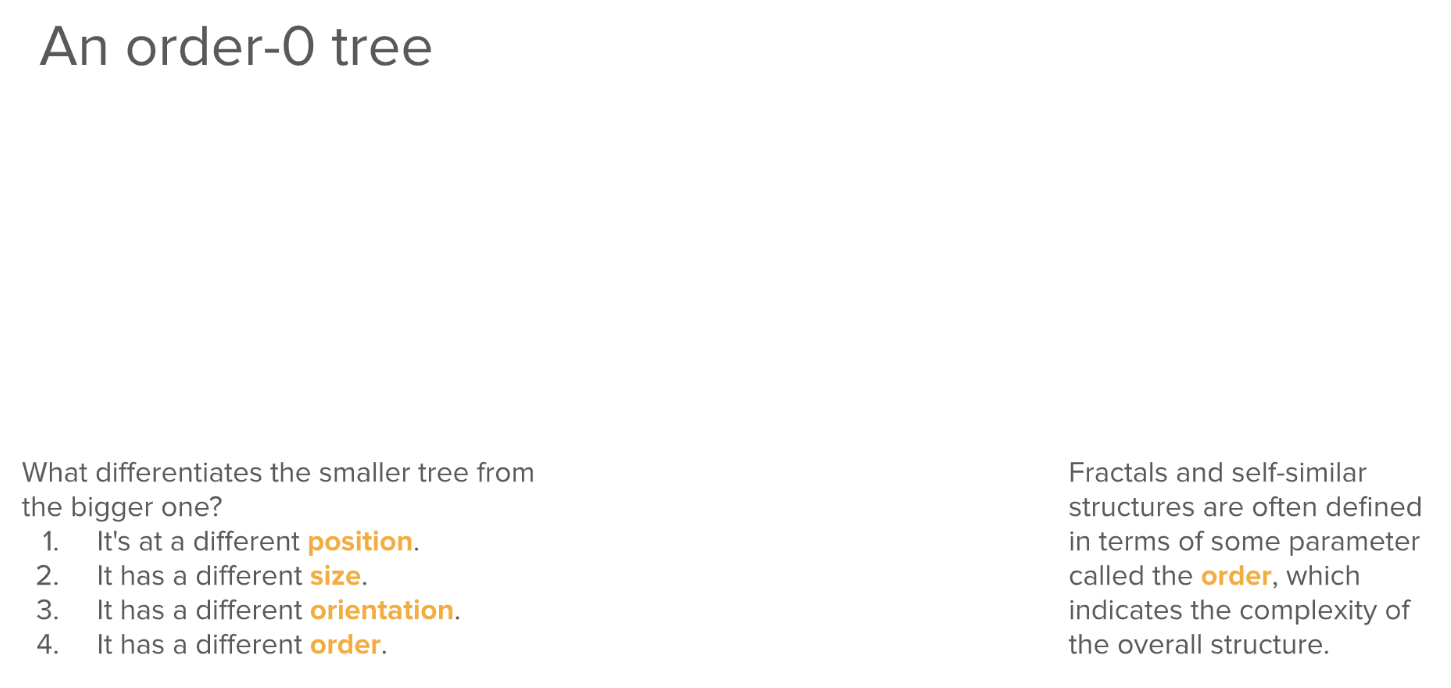 An order-0 tree
What differentiates the smaller tree from
the bigger one?
1. It's at a different position.
2. It has a different size.
3. It has a different orientation.
4. It has a different order.
Fractals and self-similar
structures are often defined
in terms of some parameter
called the order, which
indicates the complexity of
the overall structure.